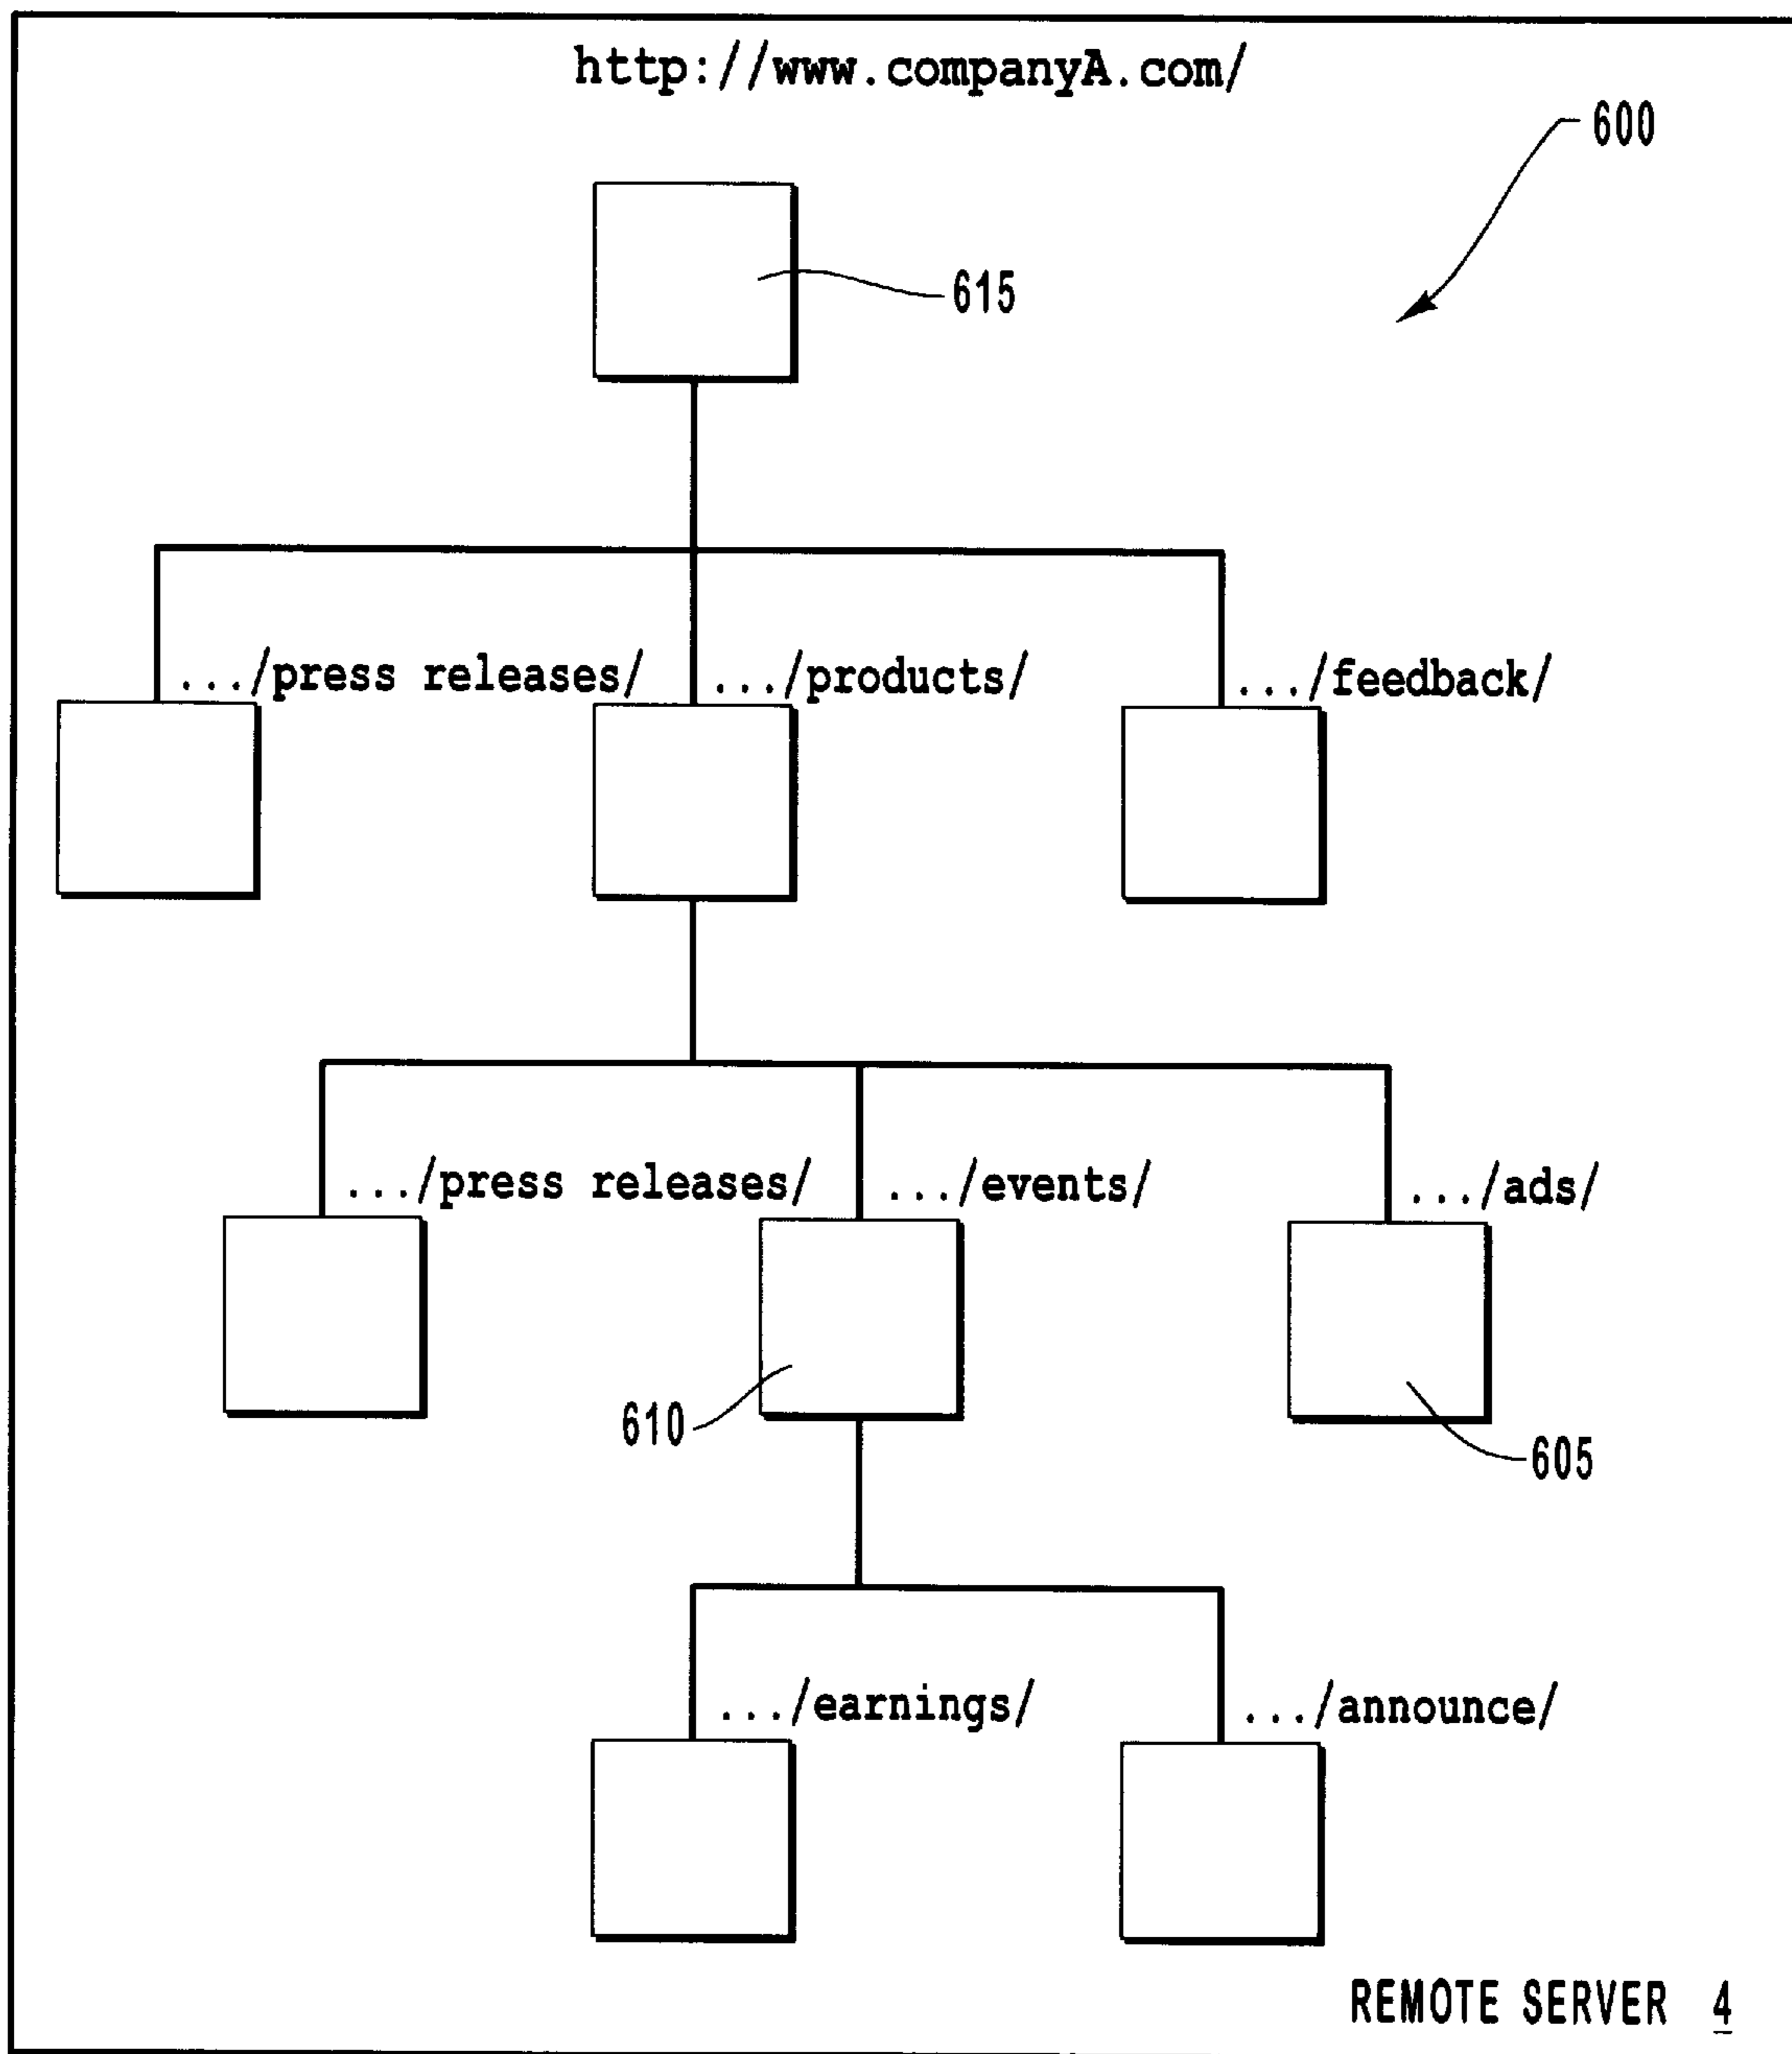 http://www.companyA.com/
600
615
.../press releases/
.../products/
.../feedback/
.../press releases/
.../events/
.../ads/
610
605
.../earnings/
.../announce/
REMOTE SERVER 4